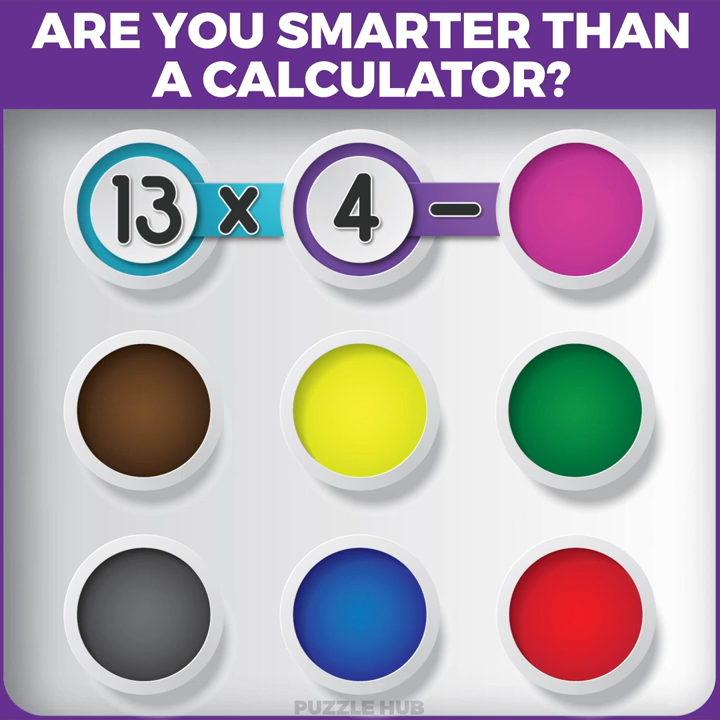 ARE YOU SMARTER THAN
A CALCULATOR?
13 x 4 –
PUZZLE HUB